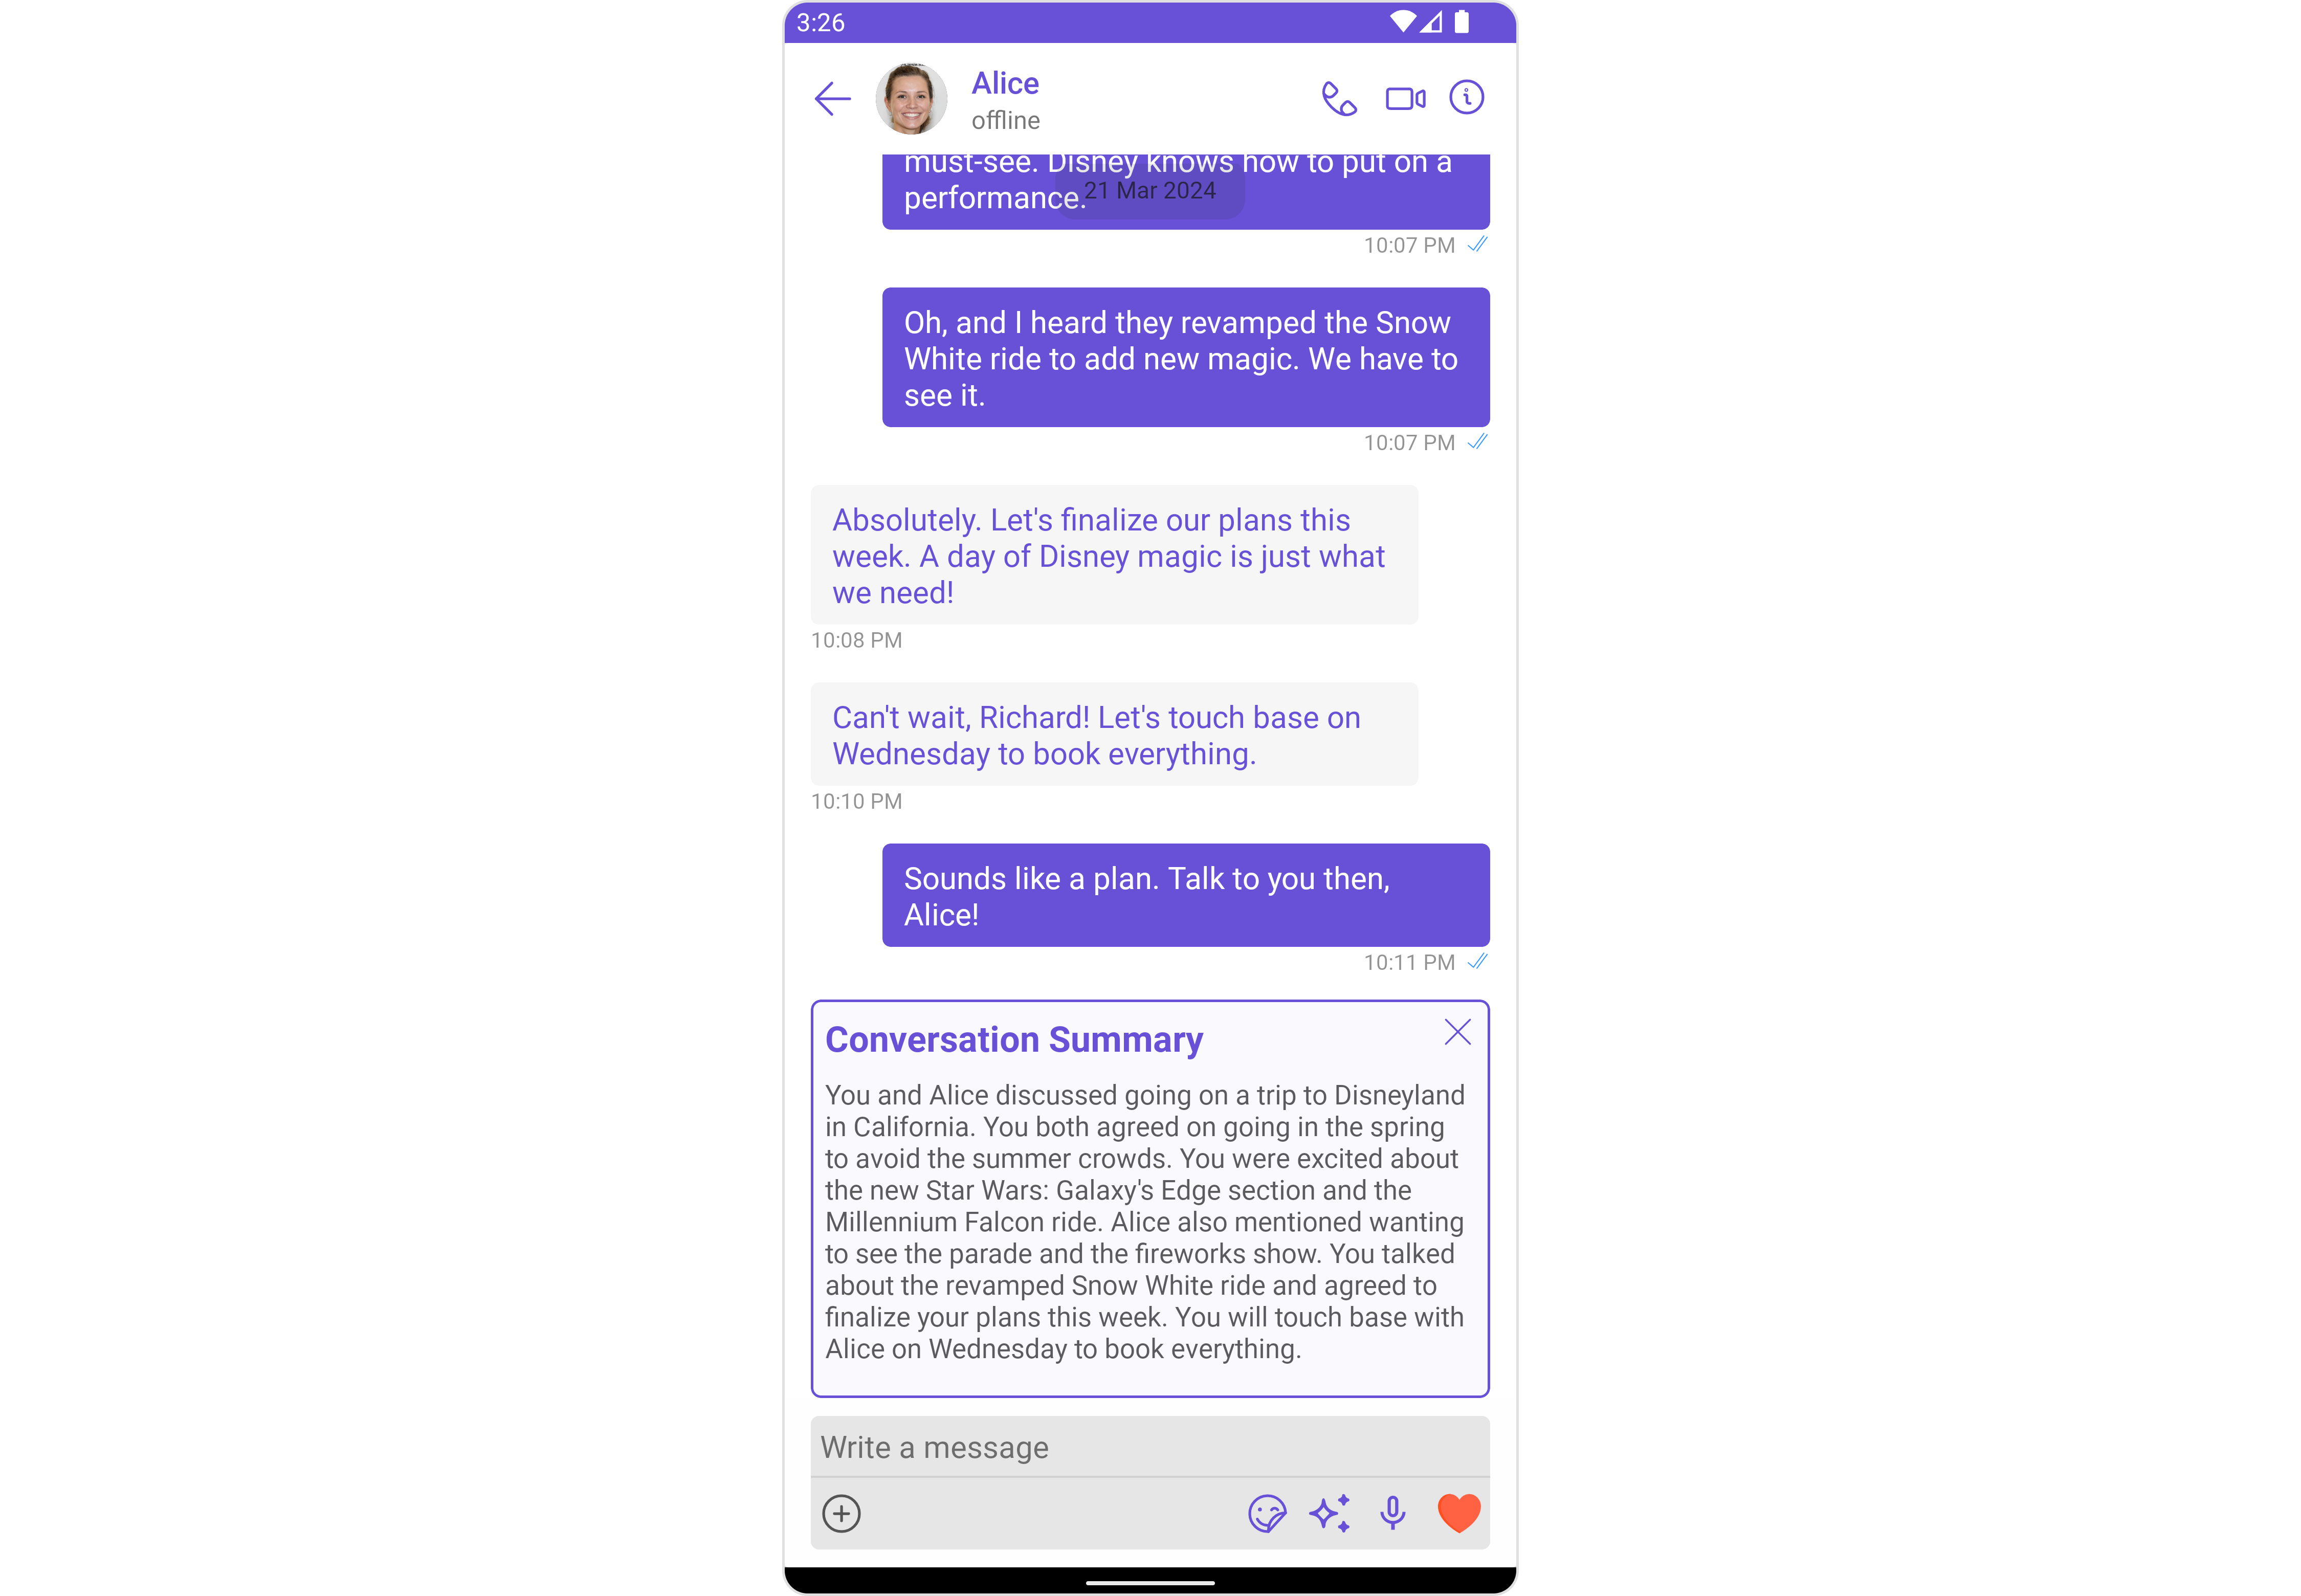 3:26
Alice
offline
must-see. Disney knows how to put on a
performance.
21 Mar 2024
10:07 PM
Oh, and I heard they revamped the Snow
White ride to add new magic. We have to
see it.
10:07 PM
Absolutely. Let's finalize our plans this
week. A day of Disney magic is just what
we need!
10:08 PM
Can't wait, Richard! Let's touch base on
Wednesday to book everything.
10:10 PM
Sounds like a plan. Talk to you then,
Alice!
10:11 PM
Conversation Summary
You and Alice discussed going on a trip to Disneyland
in California. You both agreed on going in the spring
to avoid the summer crowds. You were excited about
the new Star Wars: Galaxy's Edge section and the
Millennium Falcon ride. Alice also mentioned wanting
to see the parade and the fireworks show. You talked
about the revamped Snow White ride and agreed to
finalize your plans this week. You will touch base with
Alice on Wednesday to book everything.
Write a message